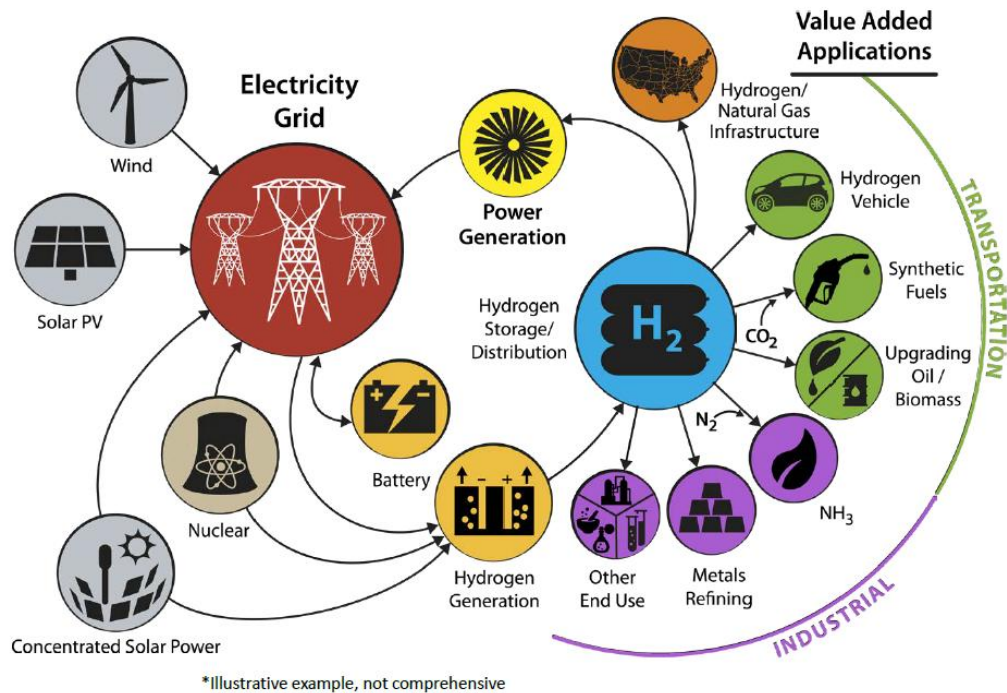 Value Added
Applications
Electricity
Grid
Wind
Hydrogen/
Natural Gas
Infrastructure
Hydrogen
Vehicle
TRANSPORTATION
Power
Generation
Solar PV
Hydrogen
Storage/
Distribution
H2
Synthetic
Fuels
CO2
Upgrading
Oil /
Biomass
N2
+ -
Battery
Nuclear
- +
Hydrogen
Generation
NH3
Other
End Use
Metals
Refining
INDUSTRIAL
Concentrated Solar Power
*Illustrative example, not comprehensive